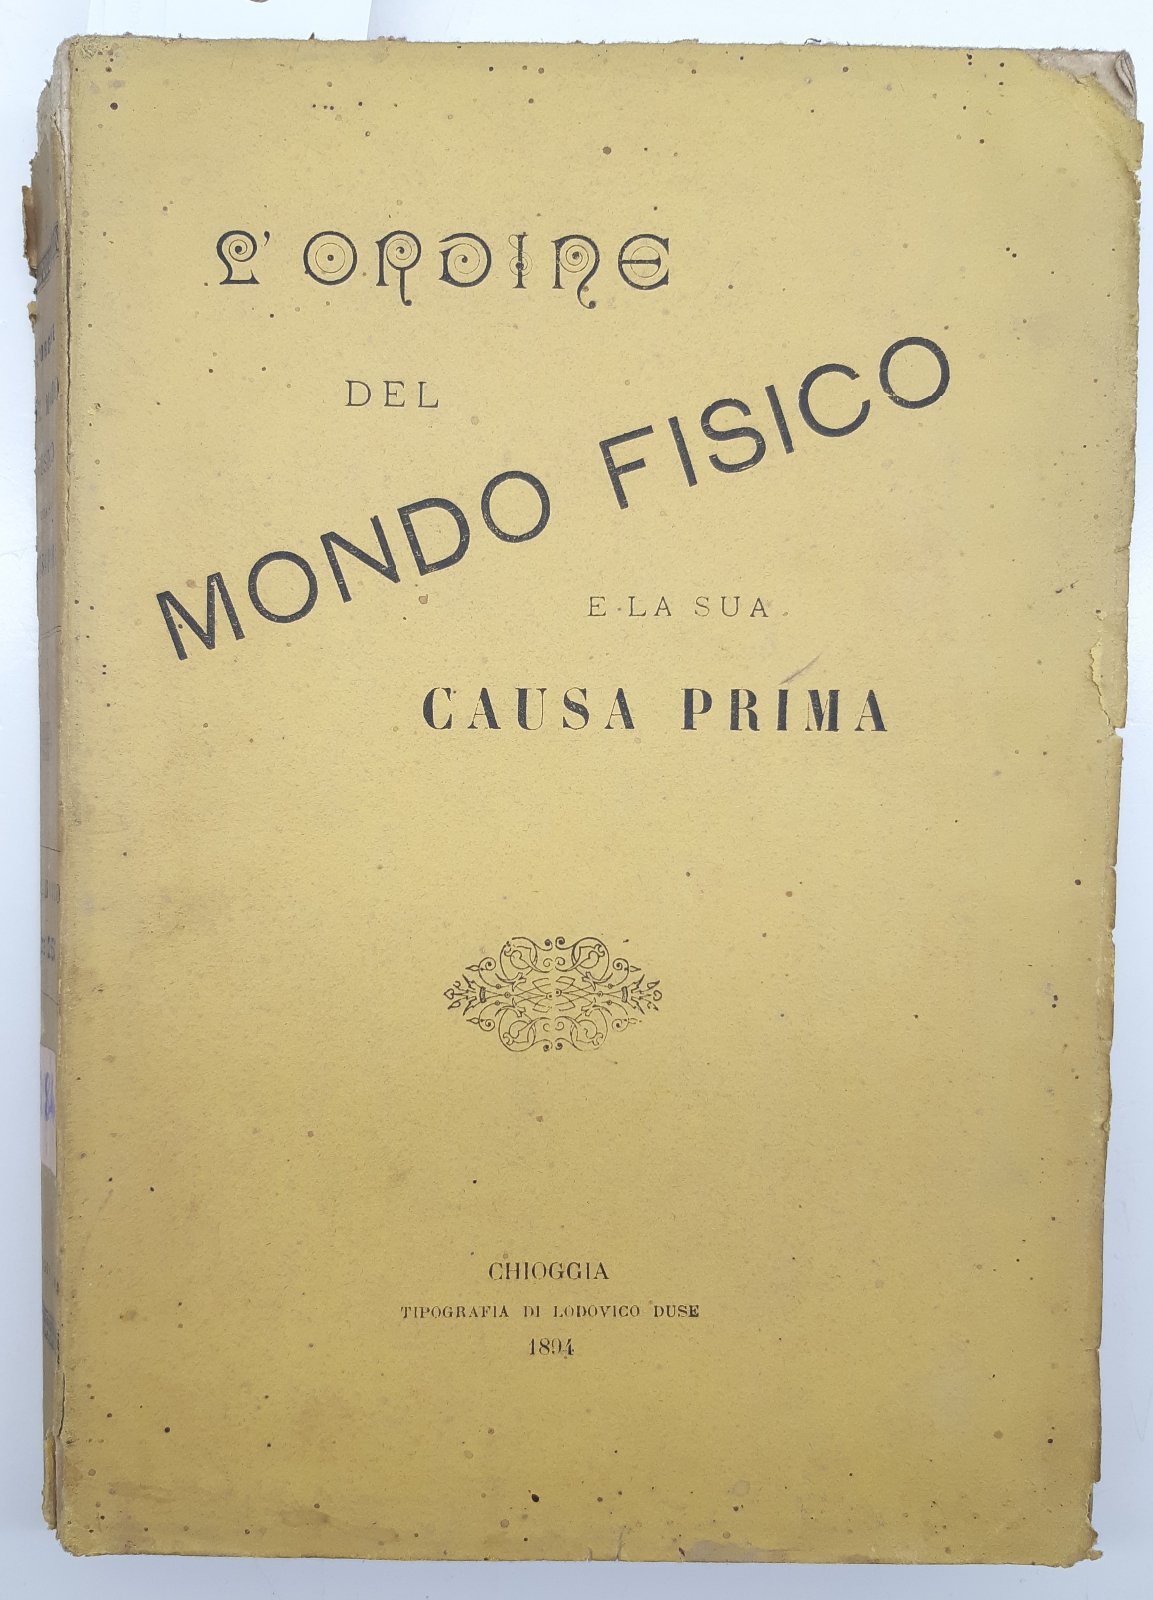 L'ORDINE
DEL
MONDO FISICO
E LA SUA
CAUSA PRIMA
CHIOGGIA
TIPOGRAFIA DI LODOVICO DUSE
1894